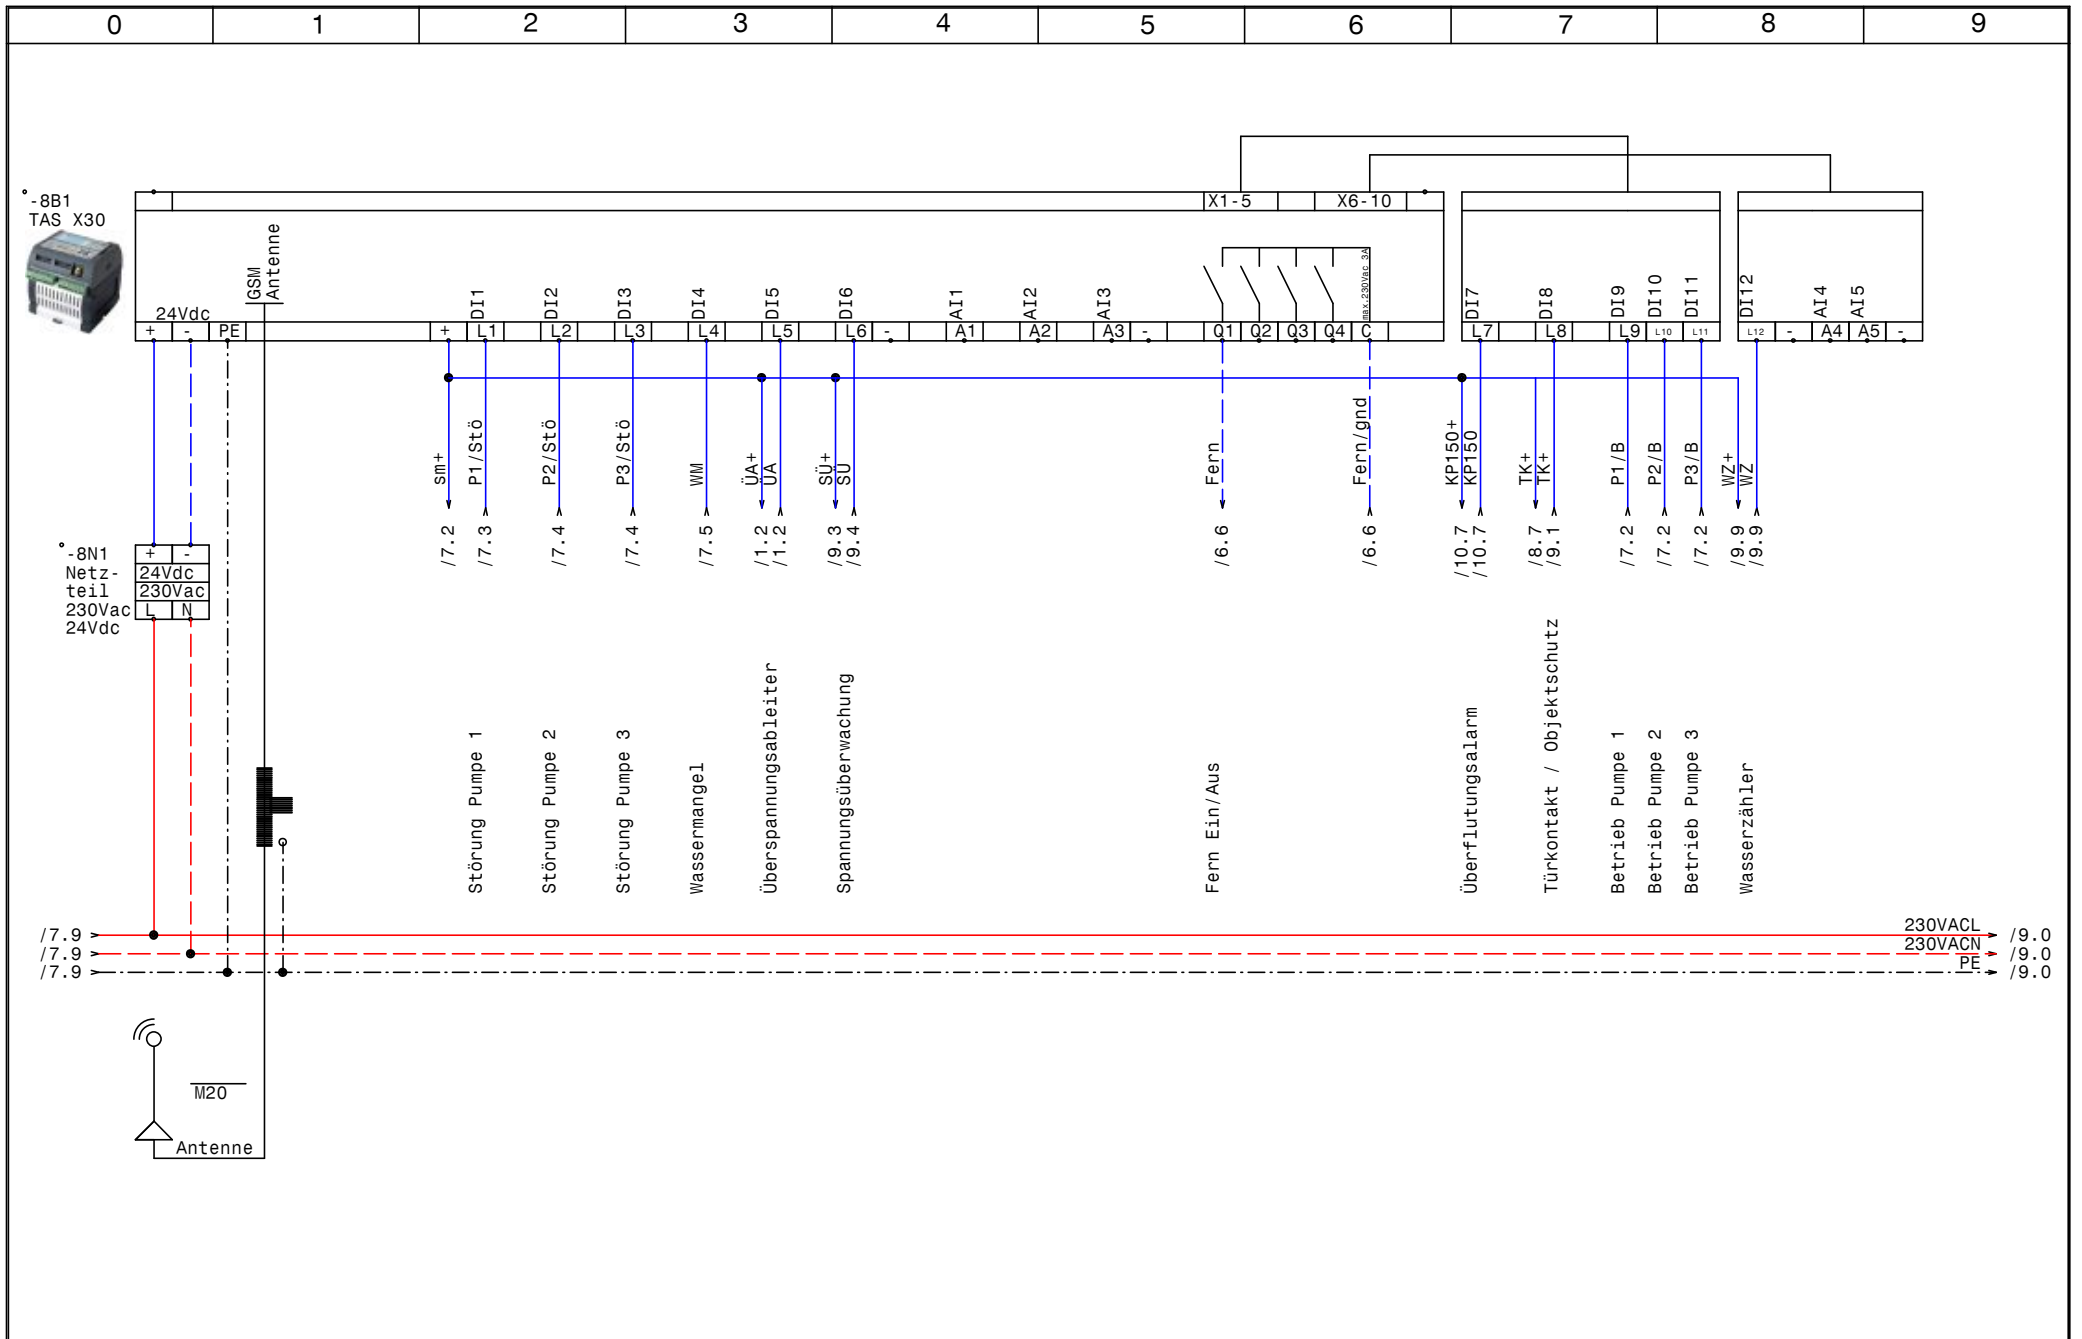 0 1 2 3 4 5 6 7 8 9
-8B1
TAS X30
X1-5 X6-10
GSM
Antenne
24Vdc
DI1 DI2 DI3 DI4 DI5 DI6 AI1 AI2 AI3 max.230Vac 3A DI7 DI8 DI9 DI10 DI11 DI12 AI4 AI5
+ - PE + L1 L2 L3 L4 L5 L6 - A1 A2 A3 - Q1 Q2 Q3 Q4 C L7 L8 L9 L10 L11 L12 - A4 A5 -
sm+ P1/Stö P2/Stö P3/Stö WM ÜA+ ÜA SÜ+ SÜ Fern Fern/gnd KP150+ KP150 TK+ TK+ P1/B P2/B P3/B WZ+ WZ
/7.2 /7.3 /7.4 /7.4 /7.5 /1.2 /1.2 /9.3 /9.4 /6.6 /6.6 /10.7 /10.7 /8.7 /9.1 /7.2 /7.2 /7.2 /9.9 /9.9
-8N1
Netz-
teil
230Vac
24Vdc
+ -
24Vdc
230Vac
L N
Störung Pumpe 1
Störung Pumpe 2
Störung Pumpe 3
Wassermangel
Überspannungsableiter
Spannungsüberwachung
Fern Ein/Aus
Überflutungsalarm
Türkontakt / Objektschutz
Betrieb Pumpe 1
Betrieb Pumpe 2
Betrieb Pumpe 3
Wasserzähler
/7.9 230VACL /9.0
/7.9 230VACN /9.0
/7.9 PE /9.0
M20
Antenne